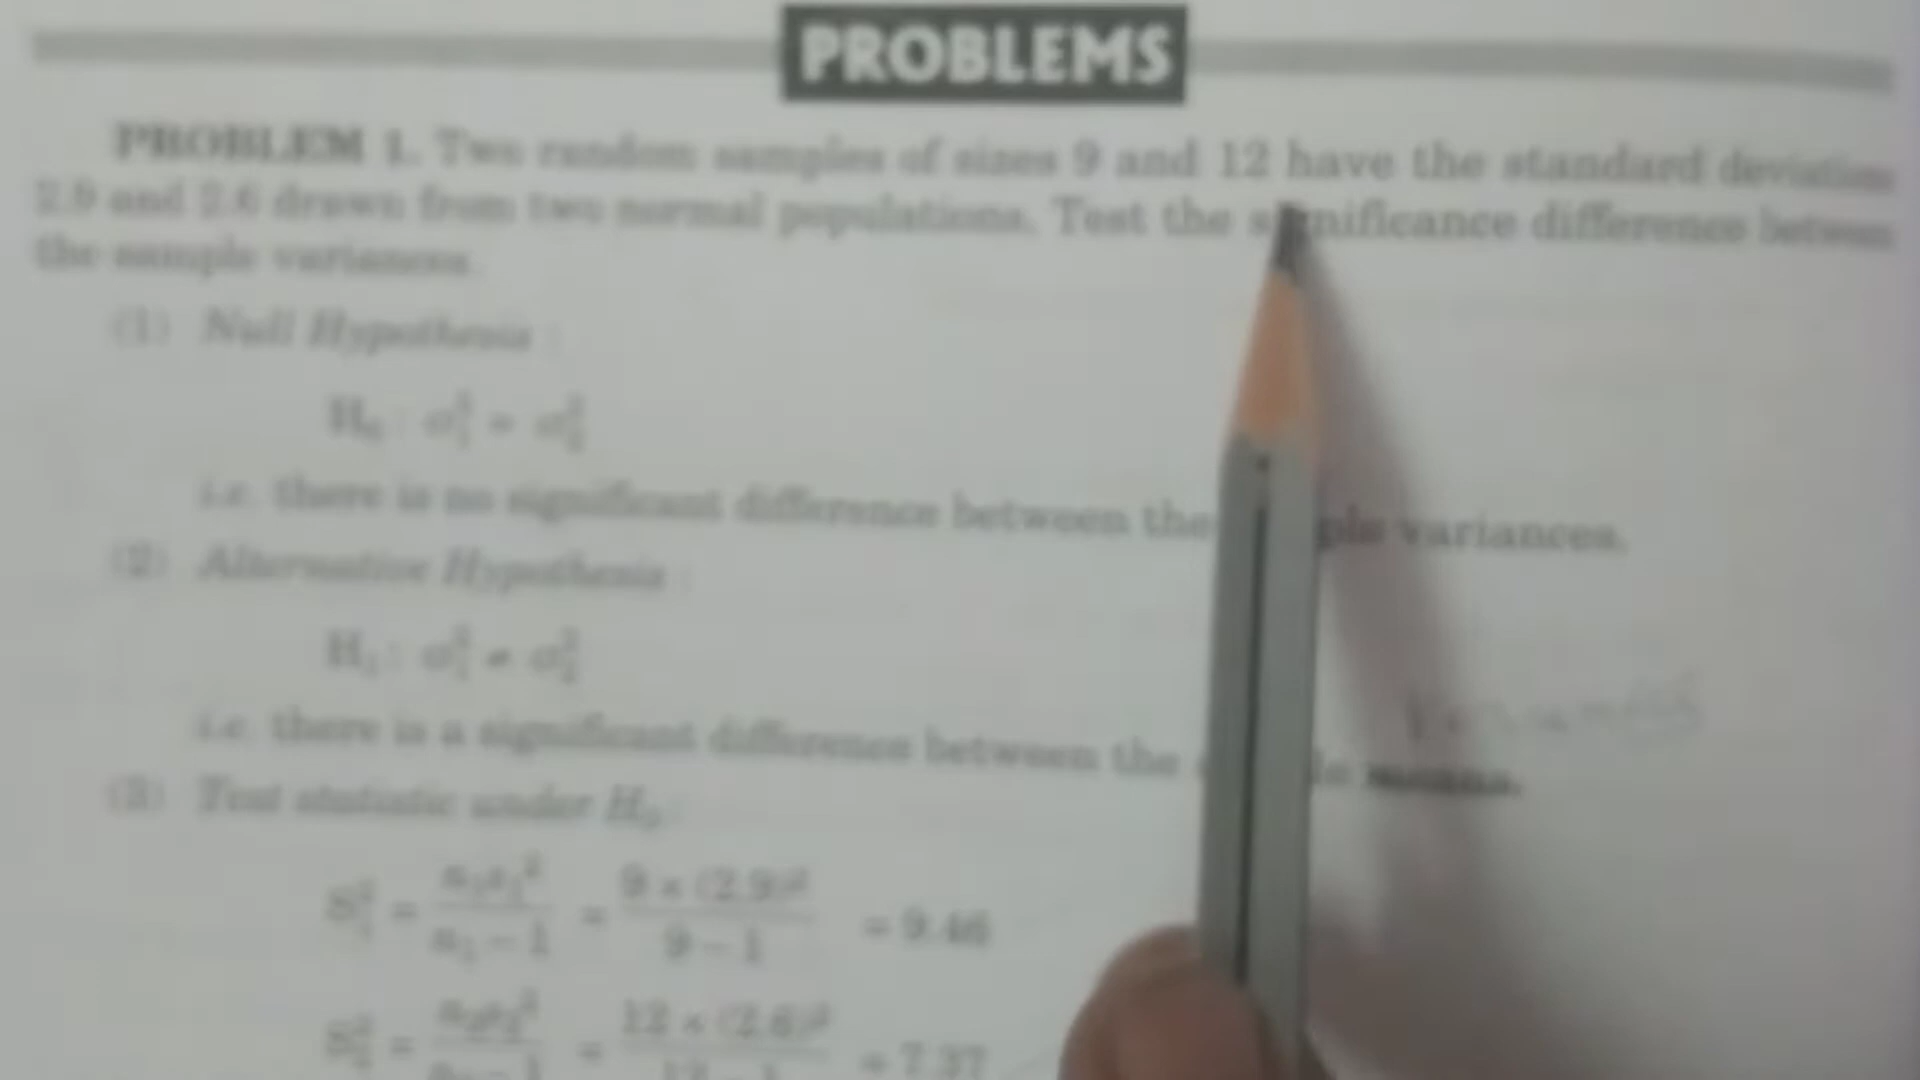 PROBLEMS
PROBLEM 1. Two random samples of sizes 9 and 12 have the standard deviation
2.9 and 2.6 drawn from two normal populations. Test the significance difference between
the sample variances.
(1) Null Hypothesis :
H₀ : σ₁² = σ₂²
i.e. there is no significant difference between the variances.
(2) Alternative Hypothesis :
H₁ : σ₁² ≠ σ₂²
i.e. there is a significant difference between the means.
(3) Test statistic under H₀ :
S₁² = n₁s₁² / n₁ – 1 = 9 × (2.9)² / 9 – 1 = 9.46
S₂² = n₂s₂² / n₂ – 1 = 12 × (2.6)² / 12 – 1 = 7.37